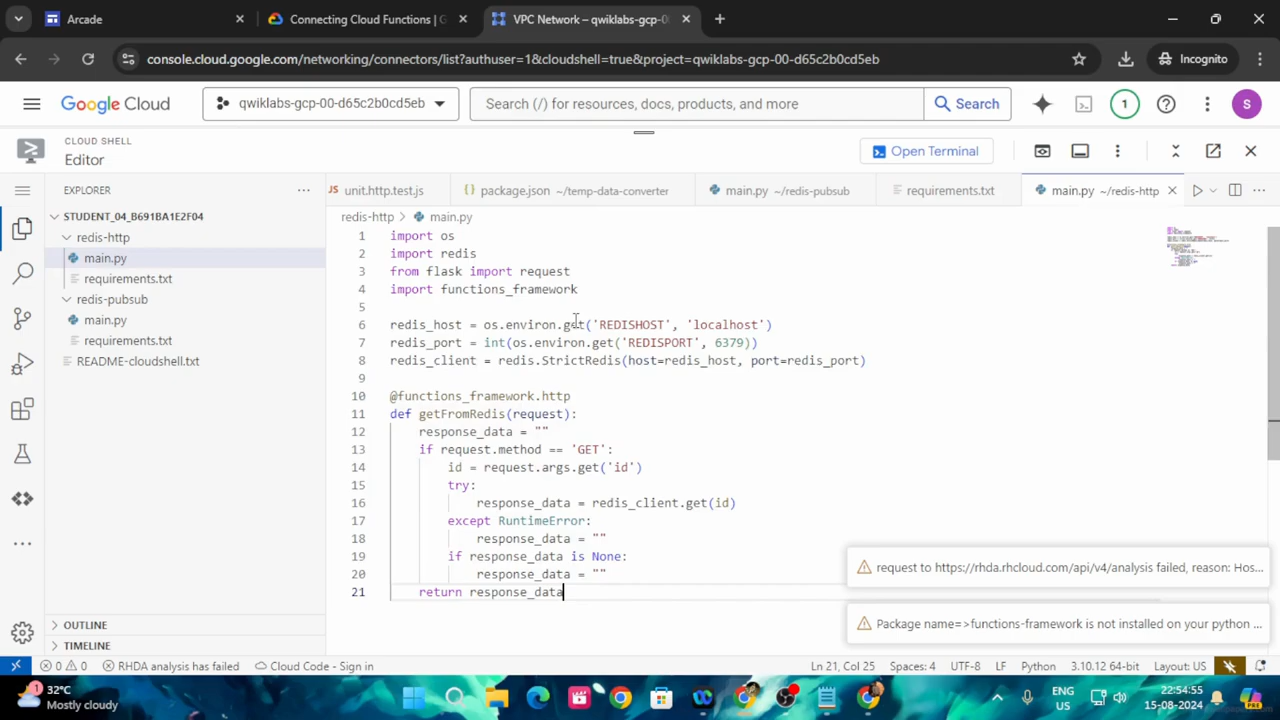 Arcade
Connecting Cloud Functions | G
VPC Network – qwiklabs-gcp-0
console.cloud.google.com/networking/connectors/list?authuser=1&cloudshell=true&project=qwiklabs-gcp-00-d65c2b0cd5eb
Incognito
Google Cloud
qwiklabs-gcp-00-d65c2b0cd5eb
Search (/) for resources, docs, products, and more
Search
1
S
CLOUD SHELL
Editor
Open Terminal
EXPLORER
unit.http.test.js
package.json ~/temp-data-converter
main.py ~/redis-pubsub
requirements.txt
main.py ~/redis-http
STUDENT_04_B691BA1E2F04
redis-http
main.py
requirements.txt
redis-pubsub
main.py
requirements.txt
README-cloudshell.txt
OUTLINE
TIMELINE
redis-http > main.py
1 import os
2 import redis
3 from flask import request
4 import functions_framework
5
6 redis_host = os.environ.get('REDISHOST', 'localhost')
7 redis_port = int(os.environ.get('REDISPORT', 6379))
8 redis_client = redis.StrictRedis(host=redis_host, port=redis_port)
9
10 @functions_framework.http
11 def getFromRedis(request):
12 response_data = ""
13 if request.method == 'GET':
14 id = request.args.get('id')
15 try:
16 response_data = redis_client.get(id)
17 except RuntimeError:
18 response_data = ""
19 if response_data is None:
20 response_data = ""
21 return response_data
request to https://rhda.rhcloud.com/api/v4/analysis failed, reason: Hos...
Package name=>functions-framework is not installed on your python ...
0 0
RHDA analysis has failed
Cloud Code - Sign in
Ln 21, Col 25
Spaces: 4
UTF-8
LF
Python
3.10.12 64-bit
Layout: US
32°C
Mostly cloudy
ENG
US
22:54:55
15-08-2024